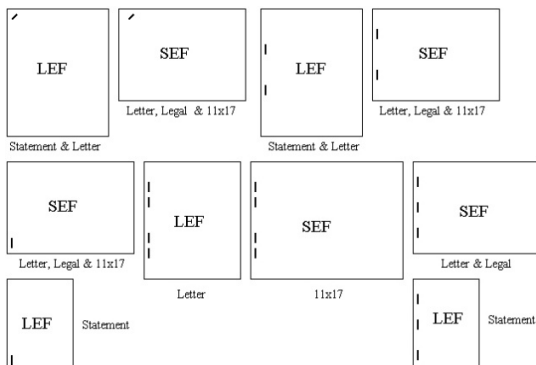 LEF
SEF
LEF
SEF
Letter, Legal & 11x17
Letter, Legal & 11x17
Statement & Letter
Statement & Letter
SEF
LEF
SEF
SEF
Letter, Legal & 11x17
Letter
11x17
Letter & Legal
LEF
Statement
LEF
Statement